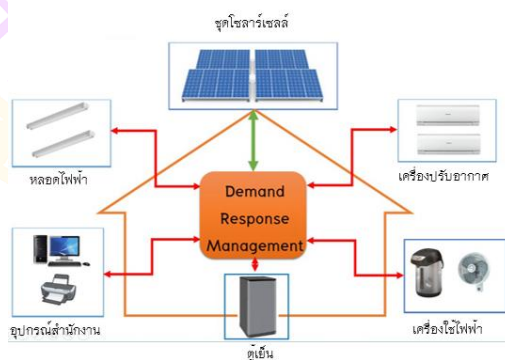 ชุดโซลาร์เซลล์
หลอดไฟฟ้า
เครื่องปรับอากาศ
Demand
Response
Management
อุปกรณ์สำนักงาน
เครื่องใช้ไฟฟ้า
ตู้เย็น